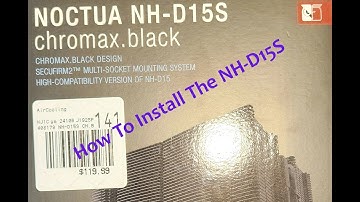 NOCTUA NH-D15S
chromax.black
CHROMAX.BLACK DESIGN
SECUFIRM2™ MULTI-SOCKET MOUNTING SYSTEM
HIGH-COMPATIBILITY VERSION OF NH-D15
How To Install The NH-D15S
AirCooling
141
$119.99